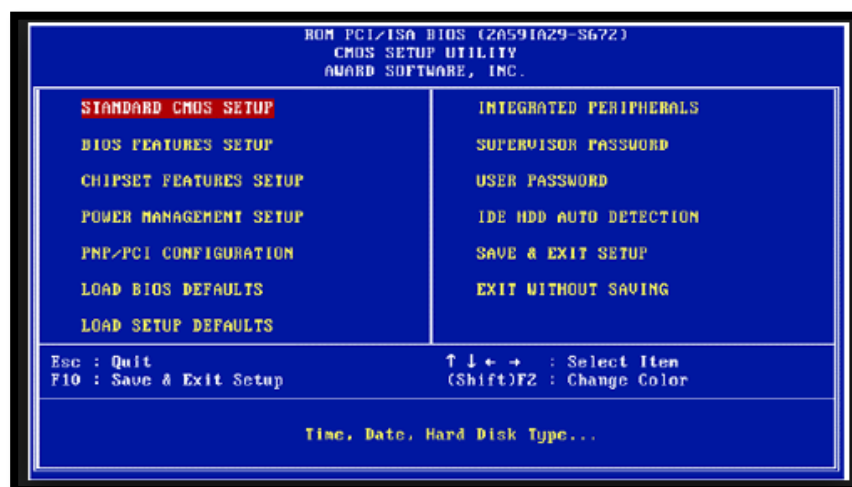 ROM PCI/ISA BIOS (2A59IA29-S672)
CMOS SETUP UTILITY
AWARD SOFTWARE, INC.
STANDARD CMOS SETUP
BIOS FEATURES SETUP
CHIPSET FEATURES SETUP
POWER MANAGEMENT SETUP
PNP/PCI CONFIGURATION
LOAD BIOS DEFAULTS
LOAD SETUP DEFAULTS
INTEGRATED PERIPHERALS
SUPERVISOR PASSWORD
USER PASSWORD
IDE HDD AUTO DETECTION
SAVE & EXIT SETUP
EXIT WITHOUT SAVING
Esc : Quit
F10 : Save & Exit Setup
↑ ↓ ← → : Select Item
(Shift)F2 : Change Color
Time, Date, Hard Disk Type...